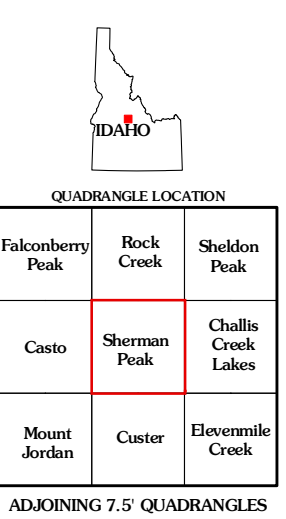 IDAHO
QUADRANGLE LOCATION
Falconberry
Peak
Rock
Creek
Sheldon
Peak
Casto
Sherman
Peak
Challis
Creek
Lakes
Mount
Jordan
Custer
Elevenmile
Creek
ADJOINING 7.5' QUADRANGLES